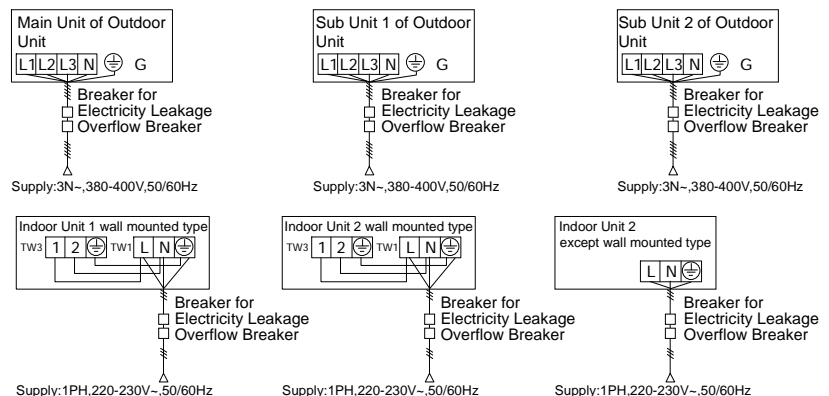 Main Unit of Outdoor
Unit
L1 L2 L3 N G
Breaker for
Electricity Leakage
Overflow Breaker
Supply:3N~,380-400V,50/60Hz
Sub Unit 1 of Outdoor
Unit
L1 L2 L3 N G
Breaker for
Electricity Leakage
Overflow Breaker
Supply:3N~,380-400V,50/60Hz
Sub Unit 2 of Outdoor
Unit
L1 L2 L3 N G
Breaker for
Electricity Leakage
Overflow Breaker
Supply:3N~,380-400V,50/60Hz
Indoor Unit 1 wall mounted type
TW3 1 2 TW1 L N
Breaker for
Electricity Leakage
Overflow Breaker
Supply:1PH,220-230V~,50/60Hz
Indoor Unit 2 wall mounted type
TW3 1 2 TW1 L N
Breaker for
Electricity Leakage
Overflow Breaker
Supply:1PH,220-230V~,50/60Hz
Indoor Unit 2
except wall mounted type
L N
Breaker for
Electricity Leakage
Overflow Breaker
Supply:1PH,220-230V~,50/60Hz